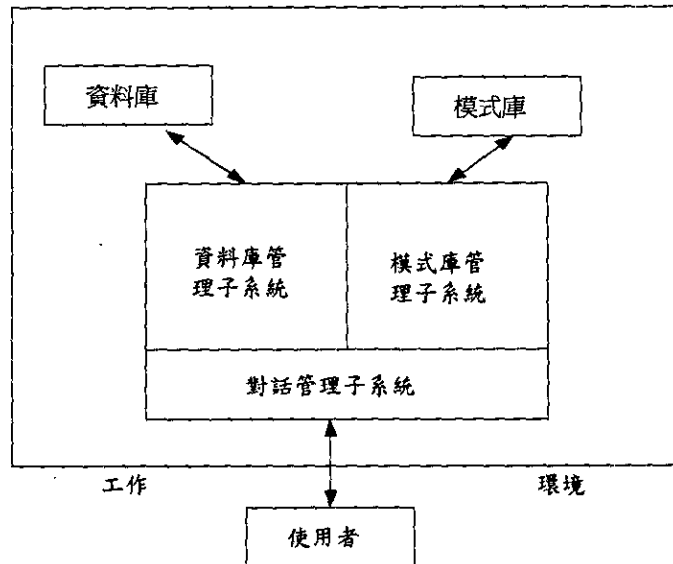 資料庫
模式庫
資料庫管
理子系統
模式庫管
理子系統
對話管理子系統
工作
環境
使用者